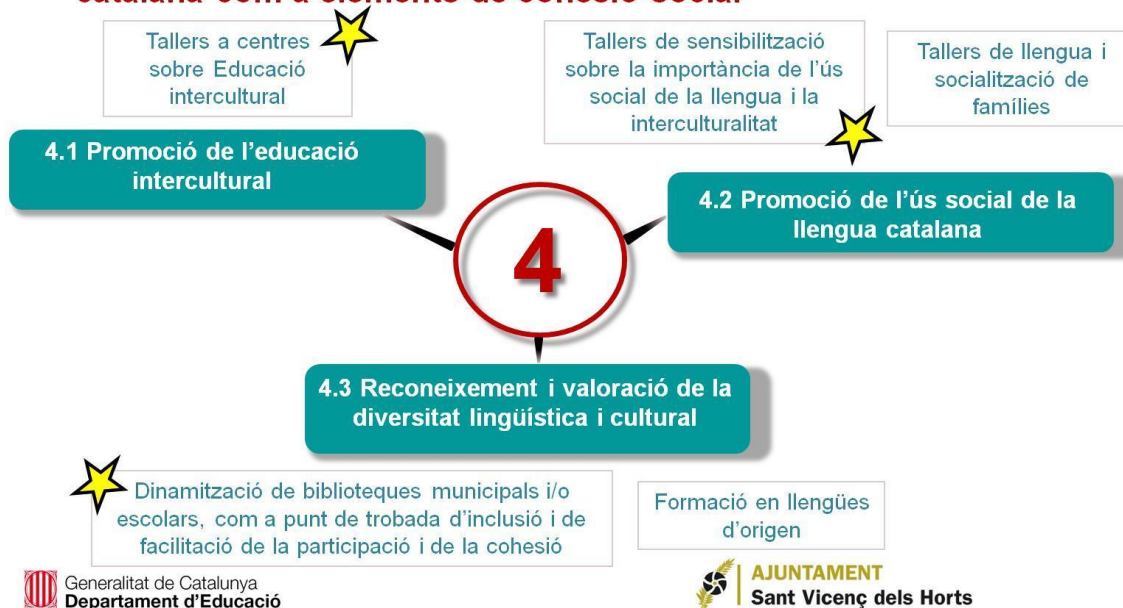 catalana com a elements de cohesió social
Tallers a centres
sobre Educació
intercultural
Tallers de sensibilització
sobre la importància de l'ús
social de la llengua i la
interculturalitat
Tallers de llengua i
socialització de
famílies
4.1 Promoció de l'educació
intercultural
4.2 Promoció de l'ús social de la
llengua catalana
4
4.3 Reconeixement i valoració de la
diversitat lingüística i cultural
Dinamització de biblioteques municipals i/o
escolars, com a punt de trobada d'inclusió i de
facilitació de la participació i de la cohesió
Formació en llengües
d'origen
Generalitat de Catalunya
Departament d'Educació
AJUNTAMENT
Sant Vicenç dels Horts